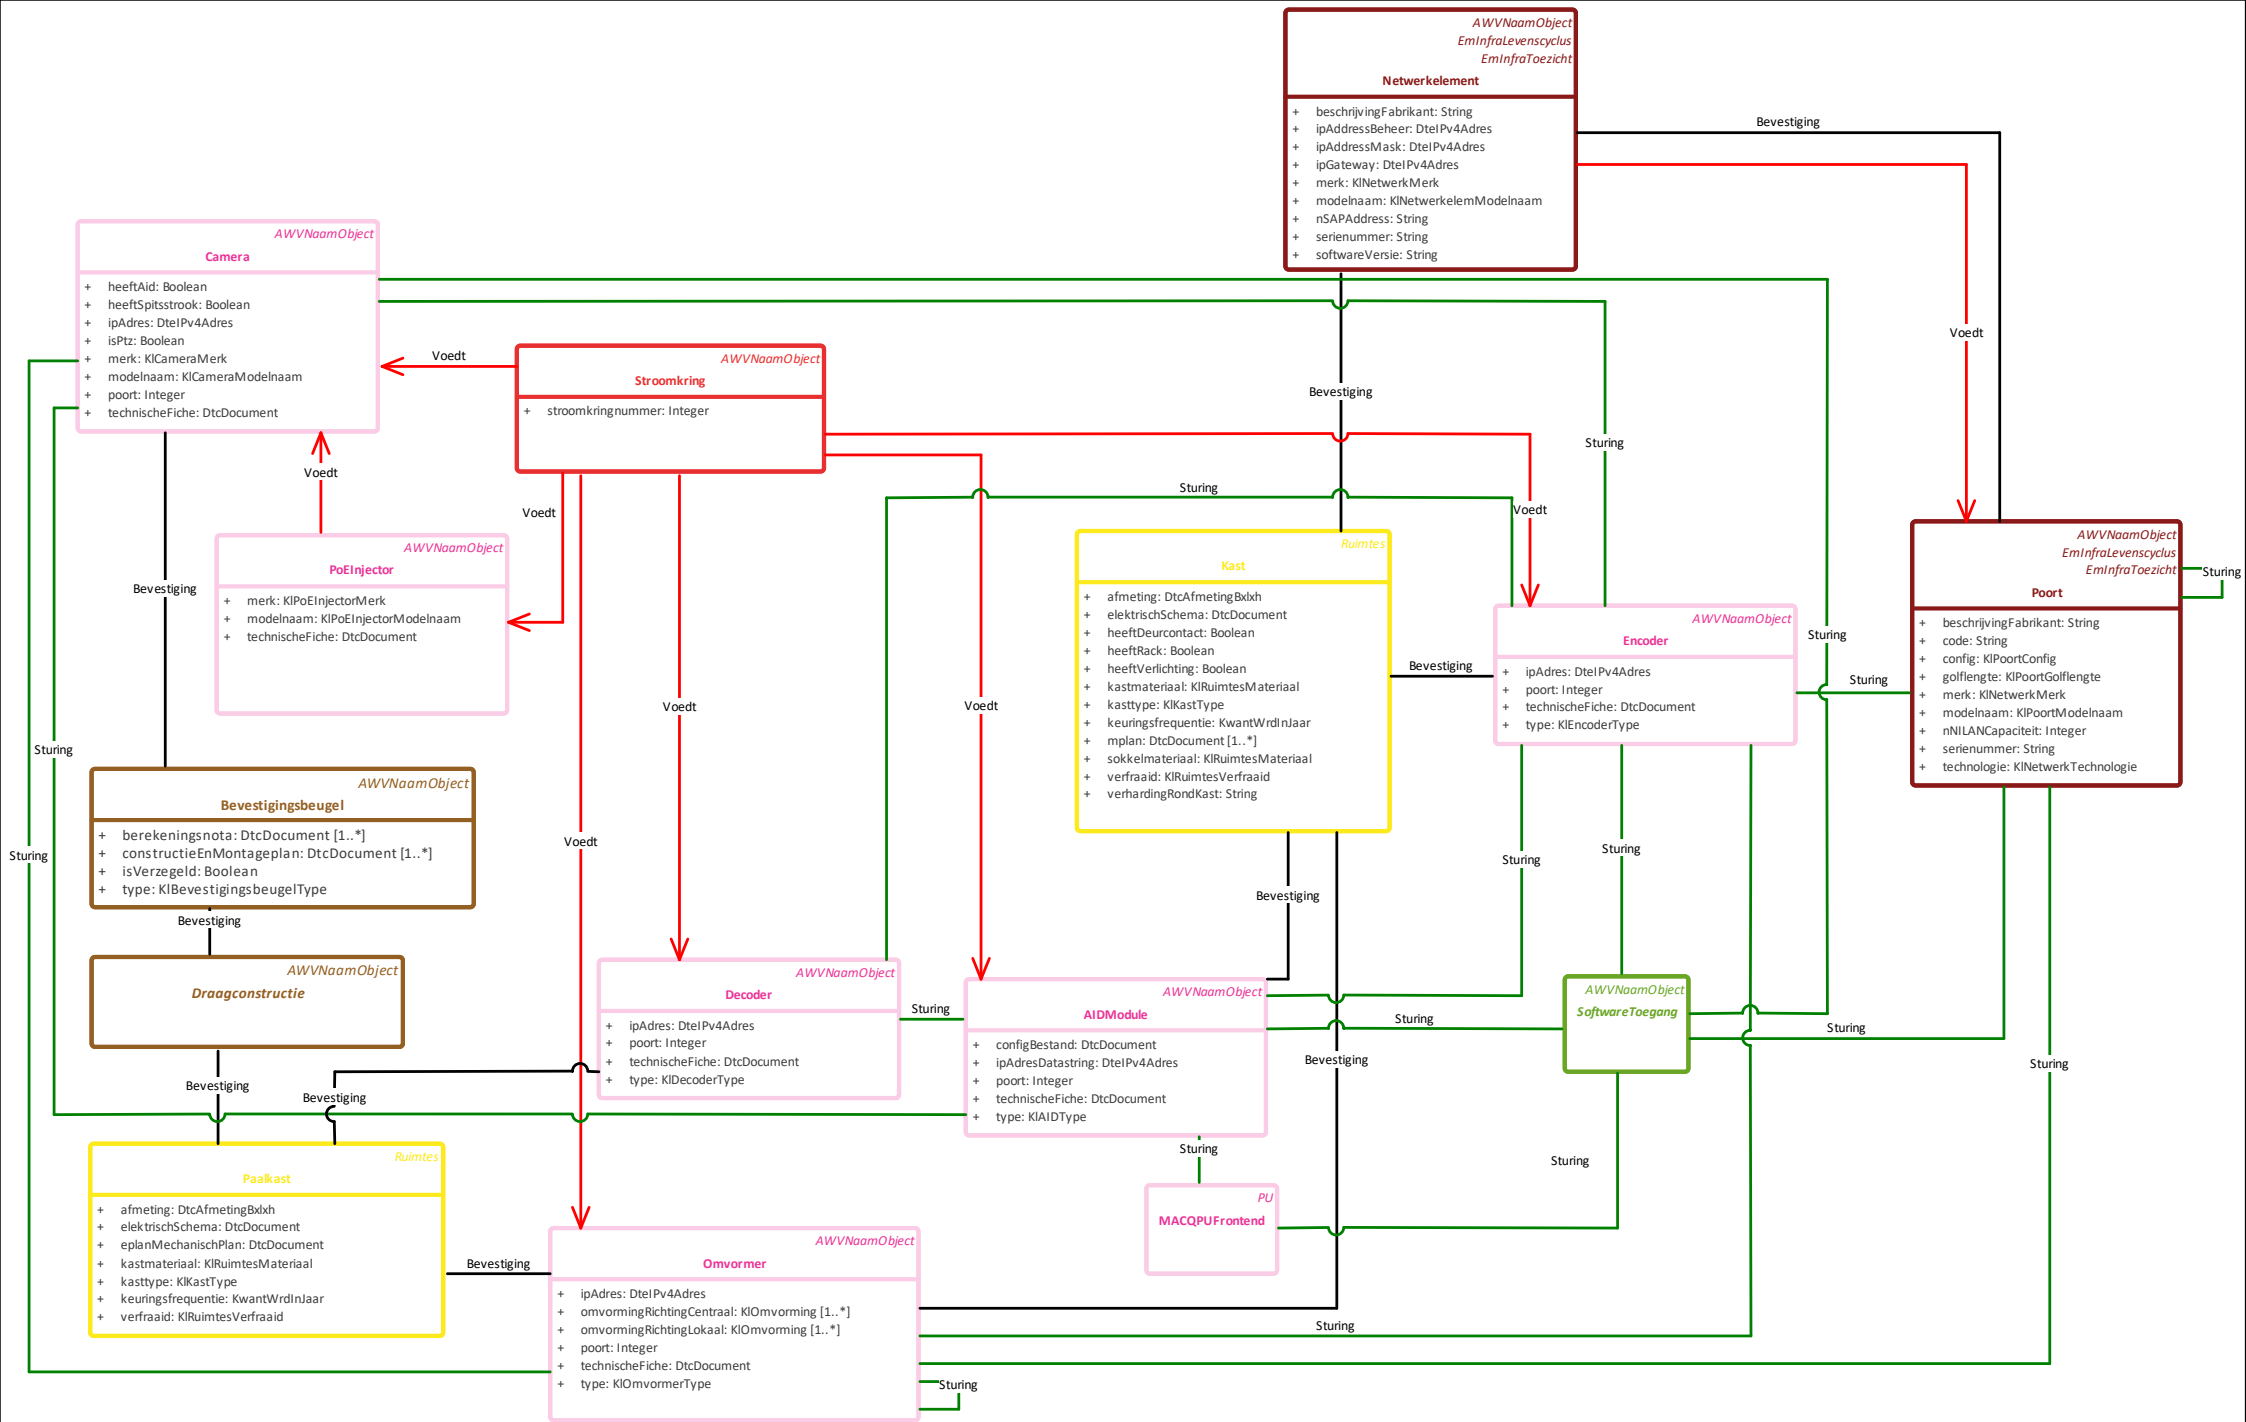 AWVNaamObject
EmInfraLevenscyclus
EmInfraToezicht
Netwerkelement
+ beschrijvingFabrikant: String
+ ipAddressBeheer: DteIPv4Adres
+ ipAddressMask: DteIPv4Adres
+ ipGateway: DteIPv4Adres
+ merk: KlNetwerkMerk
+ modelnaam: KlNetwerkelemModelnaam
+ nSAPAddress: String
+ serienummer: String
+ softwareVersie: String
Bevestiging
Voedt
Bevestiging
AWVNaamObject
Camera
+ heeftAid: Boolean
+ heeftSpitsstrook: Boolean
+ ipAdres: DteIPv4Adres
+ isPtz: Boolean
+ merk: KlCameraMerk
+ modelnaam: KlCameraModelnaam
+ poort: Integer
+ technischeFiche: DtcDocument
Voedt
AWVNaamObject
Stroomkring
+ stroomkringnummer: Integer
Sturing
Voedt
Voedt
Sturing
Voedt
AWVNaamObject
PoEInjector
+ merk: KlPoEInjectorMerk
+ modelnaam: KlPoEInjectorModelnaam
+ technischeFiche: DtcDocument
Bevestiging
Ruimtes
Kast
+ afmeting: DtcAfmetingBxlxh
+ elektrischSchema: DtcDocument
+ heeftDeurcontact: Boolean
+ heeftRack: Boolean
+ heeftVerlichting: Boolean
+ kastmateriaal: KlRuimtesMateriaal
+ kasttype: KlKastType
+ keuringsfrequentie: KwantWrdInJaar
+ mplan: DtcDocument [1..*]
+ sokkelmateriaal: KlRuimtesMateriaal
+ verfraaid: KlRuimtesVerfraaid
+ verhardingRondKast: String
Bevestiging
AWVNaamObject
Encoder
+ ipAdres: DteIPv4Adres
+ poort: Integer
+ technischeFiche: DtcDocument
+ type: KlEncoderType
Sturing
Sturing
AWVNaamObject
EmInfraLevenscyclus
EmInfraToezicht
Poort
+ beschrijvingFabrikant: String
+ code: String
+ config: KlPoortConfig
+ golflengte: KlPoortGolflengte
+ merk: KlNetwerkMerk
+ modelnaam: KlPoortModelnaam
+ nNILANCapaciteit: Integer
+ serienummer: String
+ technologie: KlNetwerkTechnologie
Sturing
Voedt
Voedt
Sturing
Voedt
Sturing
AWVNaamObject
Bevestigingsbeugel
+ berekeningsnota: DtcDocument [1..*]
+ constructieEnMontageplan: DtcDocument [1..*]
+ isVerzegeld: Boolean
+ type: KlBevestigingsbeugelType
Bevestiging
Bevestiging
Sturing
Sturing
AWVNaamObject
Draagconstructie
AWVNaamObject
Decoder
+ ipAdres: DteIPv4Adres
+ poort: Integer
+ technischeFiche: DtcDocument
+ type: KlDecoderType
Sturing
AWVNaamObject
AIDModule
+ configBestand: DtcDocument
+ ipAdresDatastring: DteIPv4Adres
+ poort: Integer
+ technischeFiche: DtcDocument
+ type: KlAIDType
Sturing
AWVNaamObject
SoftwareToegang
Sturing
Sturing
Bevestiging
Bevestiging
Bevestiging
Sturing
Sturing
Ruimtes
Paalkast
+ afmeting: DtcAfmetingBxlxh
+ elektrischSchema: DtcDocument
+ eplanMechanischPlan: DtcDocument
+ kastmateriaal: KlRuimtesMateriaal
+ kasttype: KlKastType
+ keuringsfrequentie: KwantWrdInJaar
+ verfraaid: KlRuimtesVerfraaid
Bevestiging
PU
MACQPUFrontend
AWVNaamObject
Omvormer
+ ipAdres: DteIPv4Adres
+ omvormingRichtingCentraal: KlOmvorming [1..*]
+ omvormingRichtingLokaal: KlOmvorming [1..*]
+ poort: Integer
+ technischeFiche: DtcDocument
+ type: KlOmvormerType
Sturing
Sturing